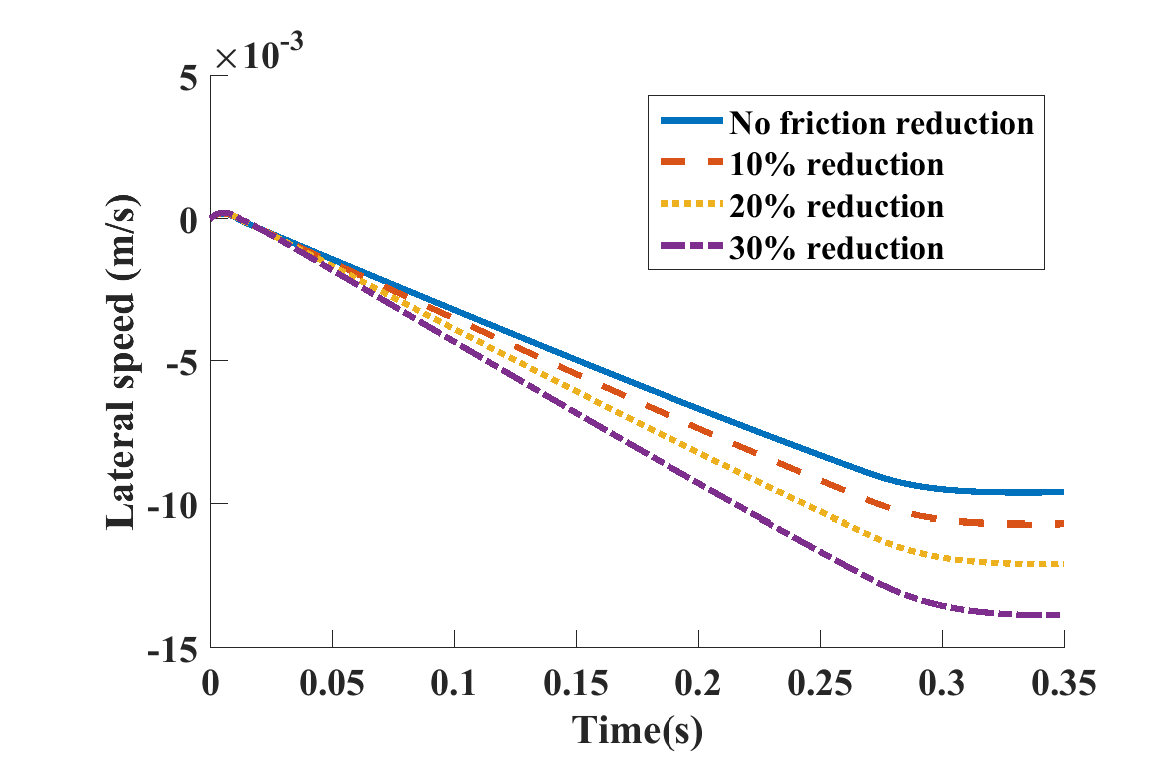 ×10-3
5
0
-5
-10
-15
Lateral speed (m/s)
No friction reduction
10% reduction
20% reduction
30% reduction
0 0.05 0.1 0.15 0.2 0.25 0.3 0.35
Time(s)